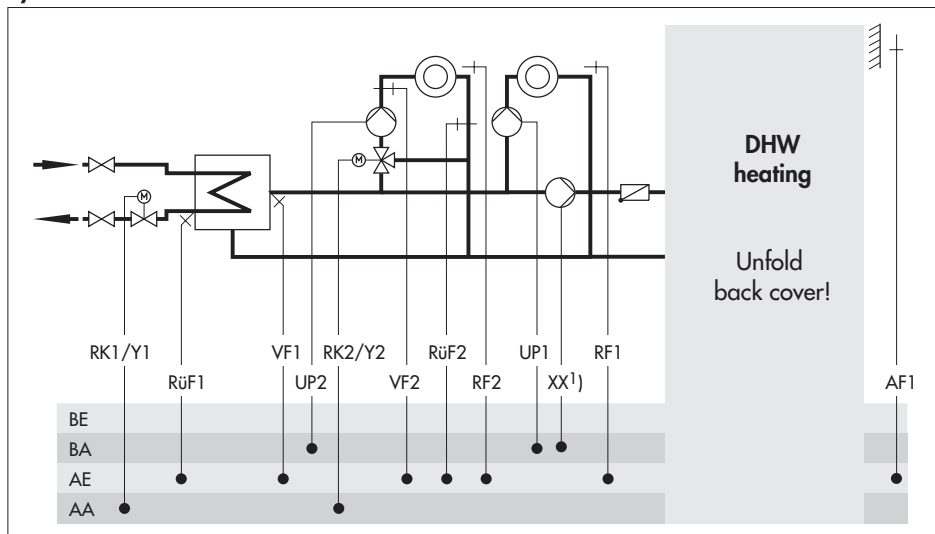 M
M
DHW
heating
Unfold
back cover!
RK1/Y1 VF1 RK2/Y2 RüF2 UP1 RF1
RüF1 UP2 VF2 RF2 XX¹) AF1
BE
BA
AE
AA